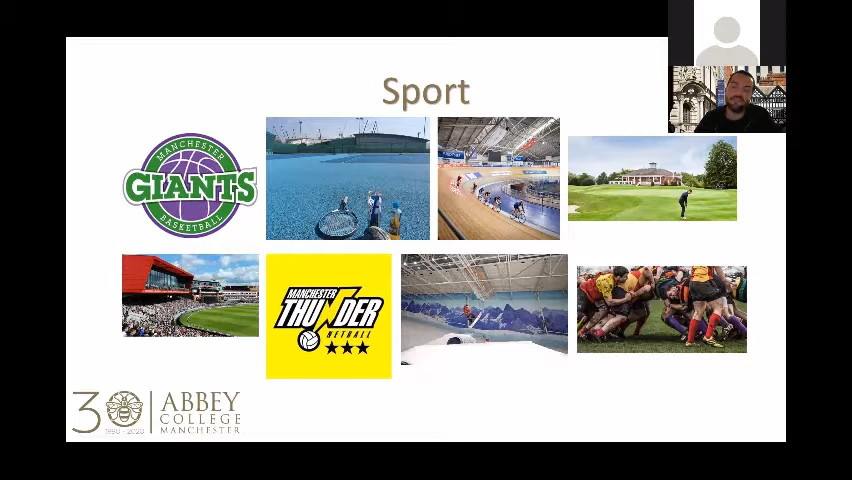 Sport
MANCHESTER
GIANTS
BASKETBALL
MANCHESTER
THUNDER
NETBALL
30
1990 - 2020
ABBEY
COLLEGE
MANCHESTER